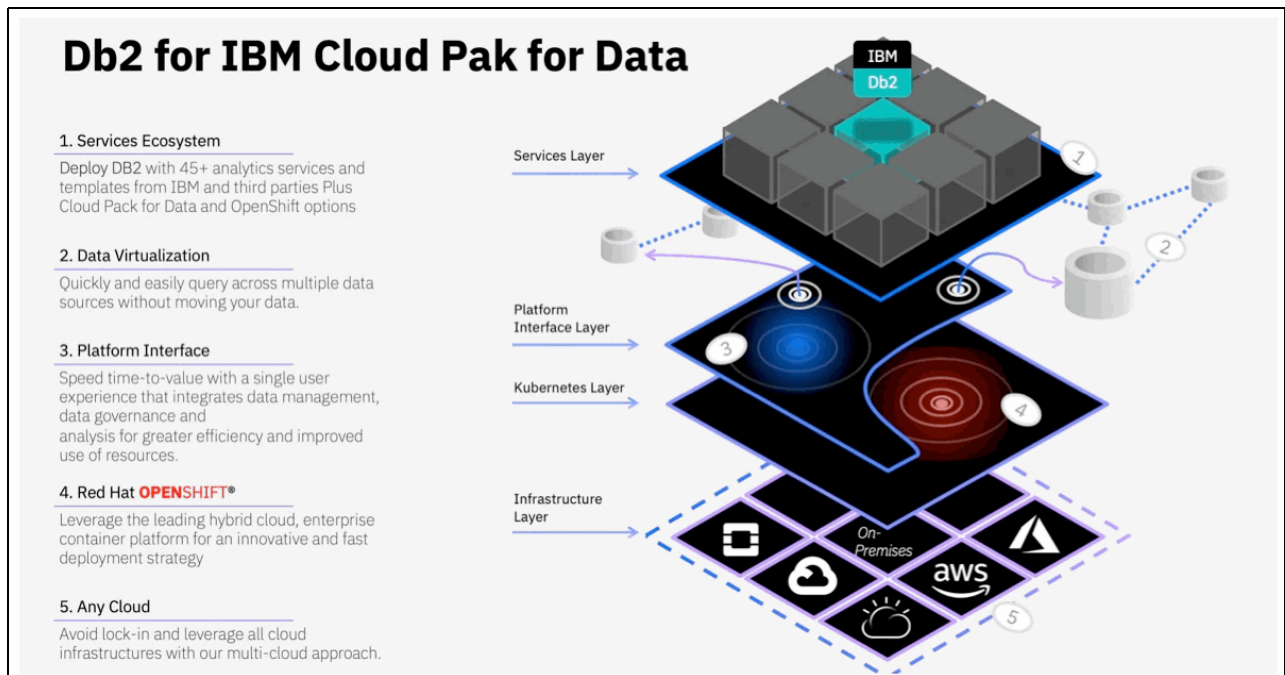 Db2 for IBM Cloud Pak for Data
1. Services Ecosystem
Deploy DB2 with 45+ analytics services and
templates from IBM and third parties Plus
Cloud Pack for Data and OpenShift options
2. Data Virtualization
Quickly and easily query across multiple data
sources without moving your data.
3. Platform Interface
Speed time-to-value with a single user
experience that integrates data management,
data governance and
analysis for greater efficiency and improved
use of resources.
4. Red Hat OPENSHIFT®
Leverage the leading hybrid cloud, enterprise
container platform for an innovative and fast
deployment strategy
5. Any Cloud
Avoid lock-in and leverage all cloud
infrastructures with our multi-cloud approach.
Services Layer
Platform
Interface Layer
Kubernetes Layer
Infrastructure
Layer
IBM
Db2
1
2
3
4
On-
Premises
aws
5